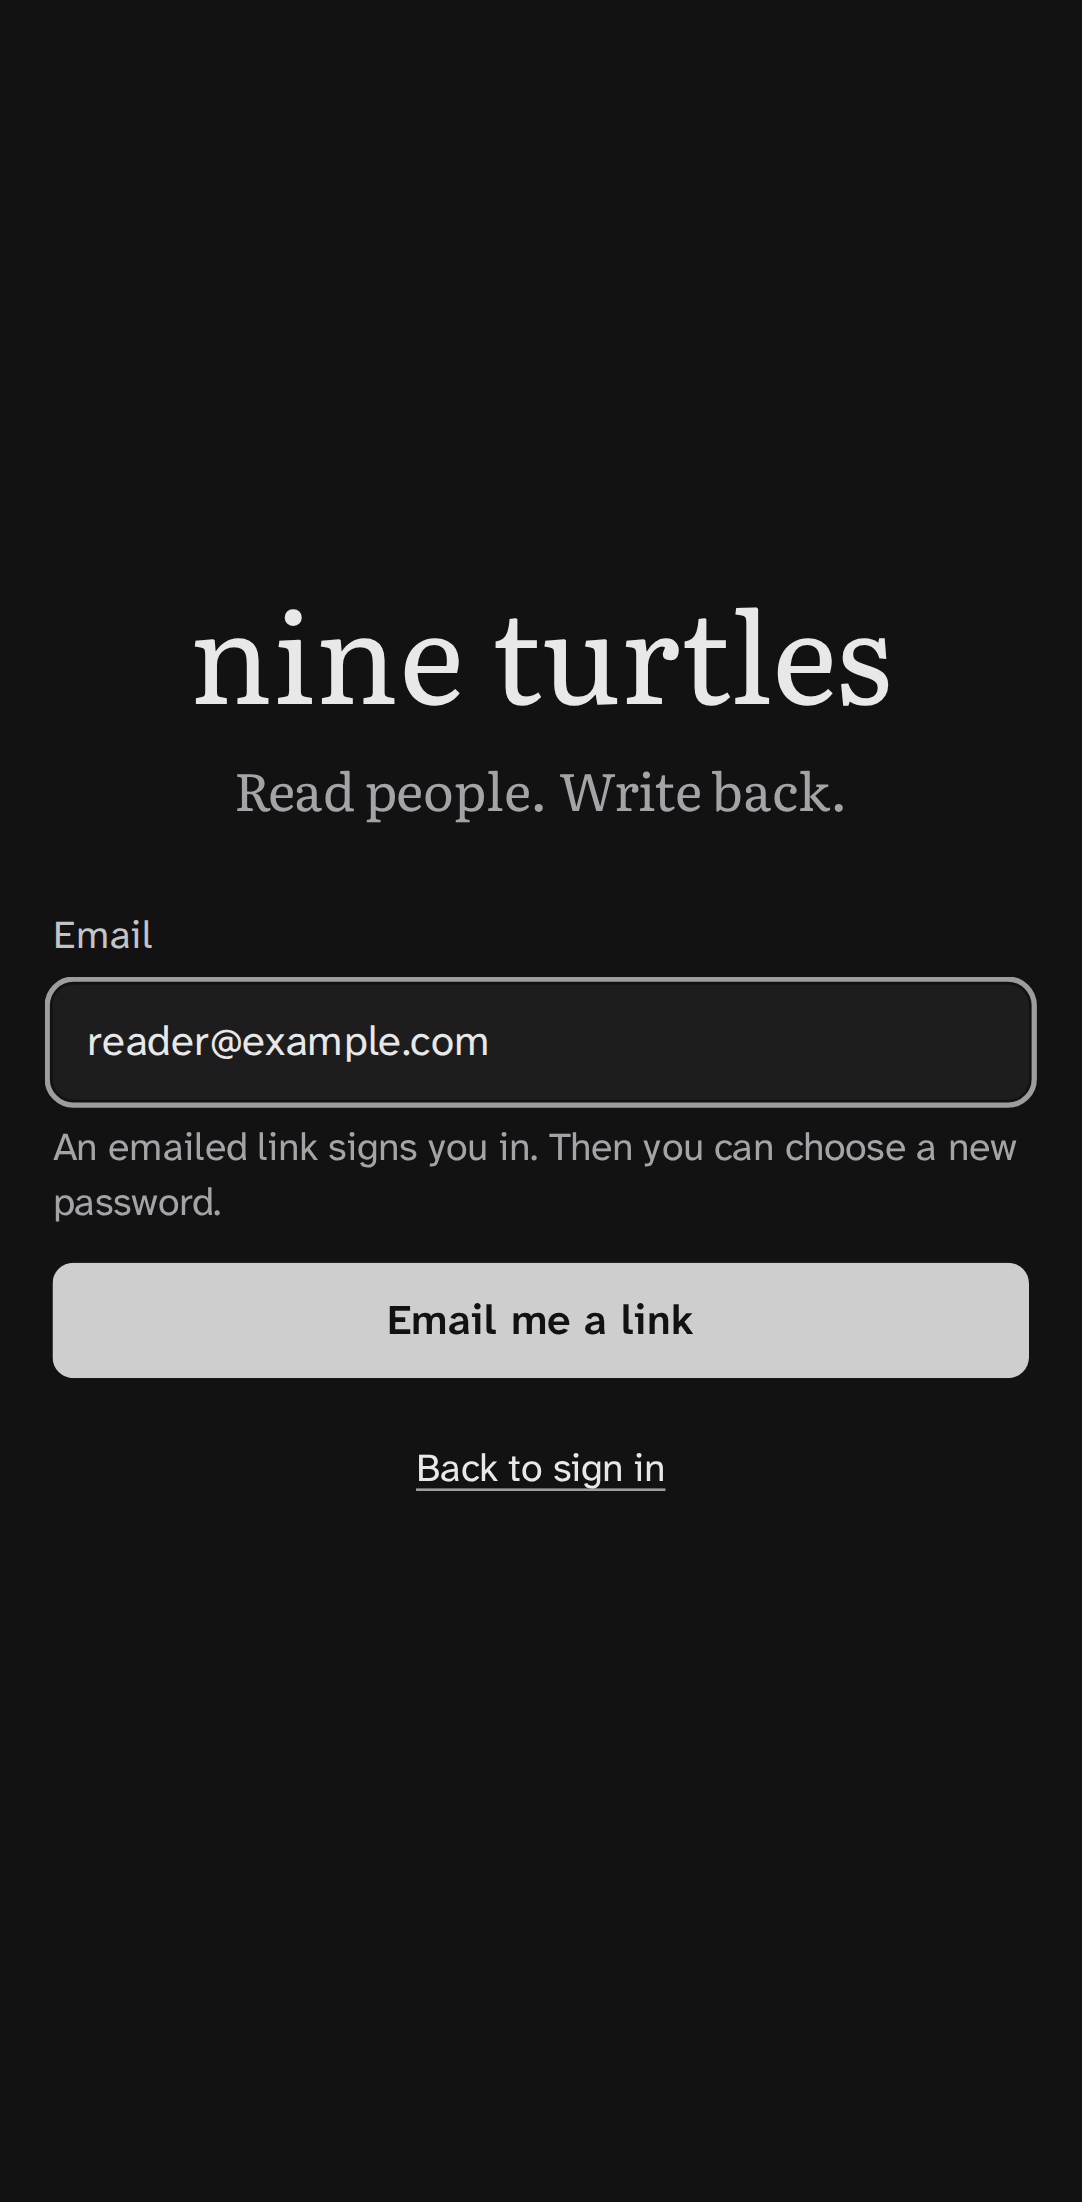 nine turtles
Read people. Write back.
Email
reader@example.com
An emailed link signs you in. Then you can choose a new
password.
Email me a link
Back to sign in